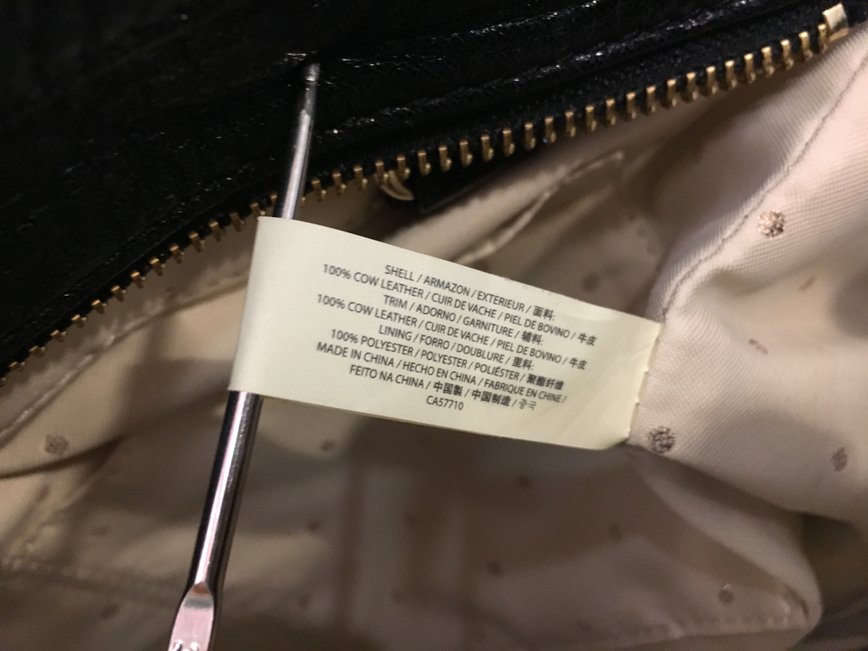 SHELL / ARMAZON / EXTERIEUR / 面料:
100% COW LEATHER / CUIR DE VACHE / PIEL DE BOVINO / 牛皮
TRIM / ADORNO / GARNITURE / 辅料:
100% COW LEATHER / CUIR DE VACHE / PIEL DE BOVINO / 牛皮
LINING / FORRO / DOUBLURE / 里料:
100% POLYESTER / POLYESTER / POLIÉSTER / 聚酯纤维
MADE IN CHINA / HECHO EN CHINA / FABRIQUE EN CHINE /
FEITO NA CHINA / 中国製 / 中国制造 / 중국
CA57710